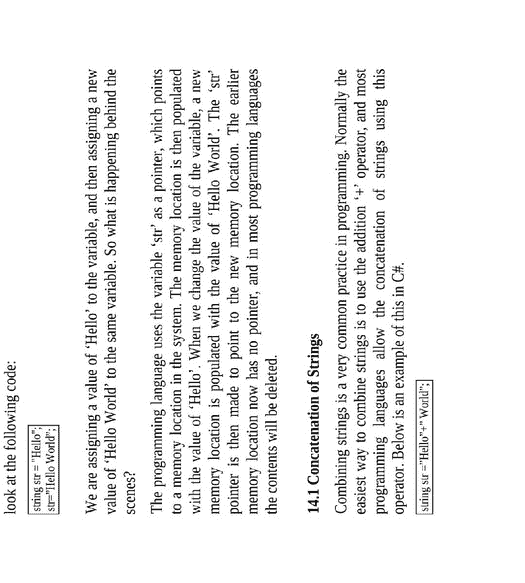 look at the following code:
string str = "Hello";
str="Hello World";
We are assigning a value of ‘Hello’ to the variable, and then assigning a new
value of ‘Hello World’ to the same variable. So what is happening behind the
scenes?
The programming language uses the variable ‘str’ as a pointer, which points
to a memory location in the system. The memory location is then populated
with the value of ‘Hello’. When we change the value of the variable, a new
memory location is populated with the value of ‘Hello World’. The ‘str’
pointer is then made to point to the new memory location. The earlier
memory location now has no pointer, and in most programming languages
the contents will be deleted.
14.1 Concatenation of Strings
Combining strings is a very common practice in programming. Normally the
easiest way to combine strings is to use the addition ‘+’ operator, and most
programming languages allow the concatenation of strings using this
operator. Below is an example of this in C#.
string str ="Hello"+" World";